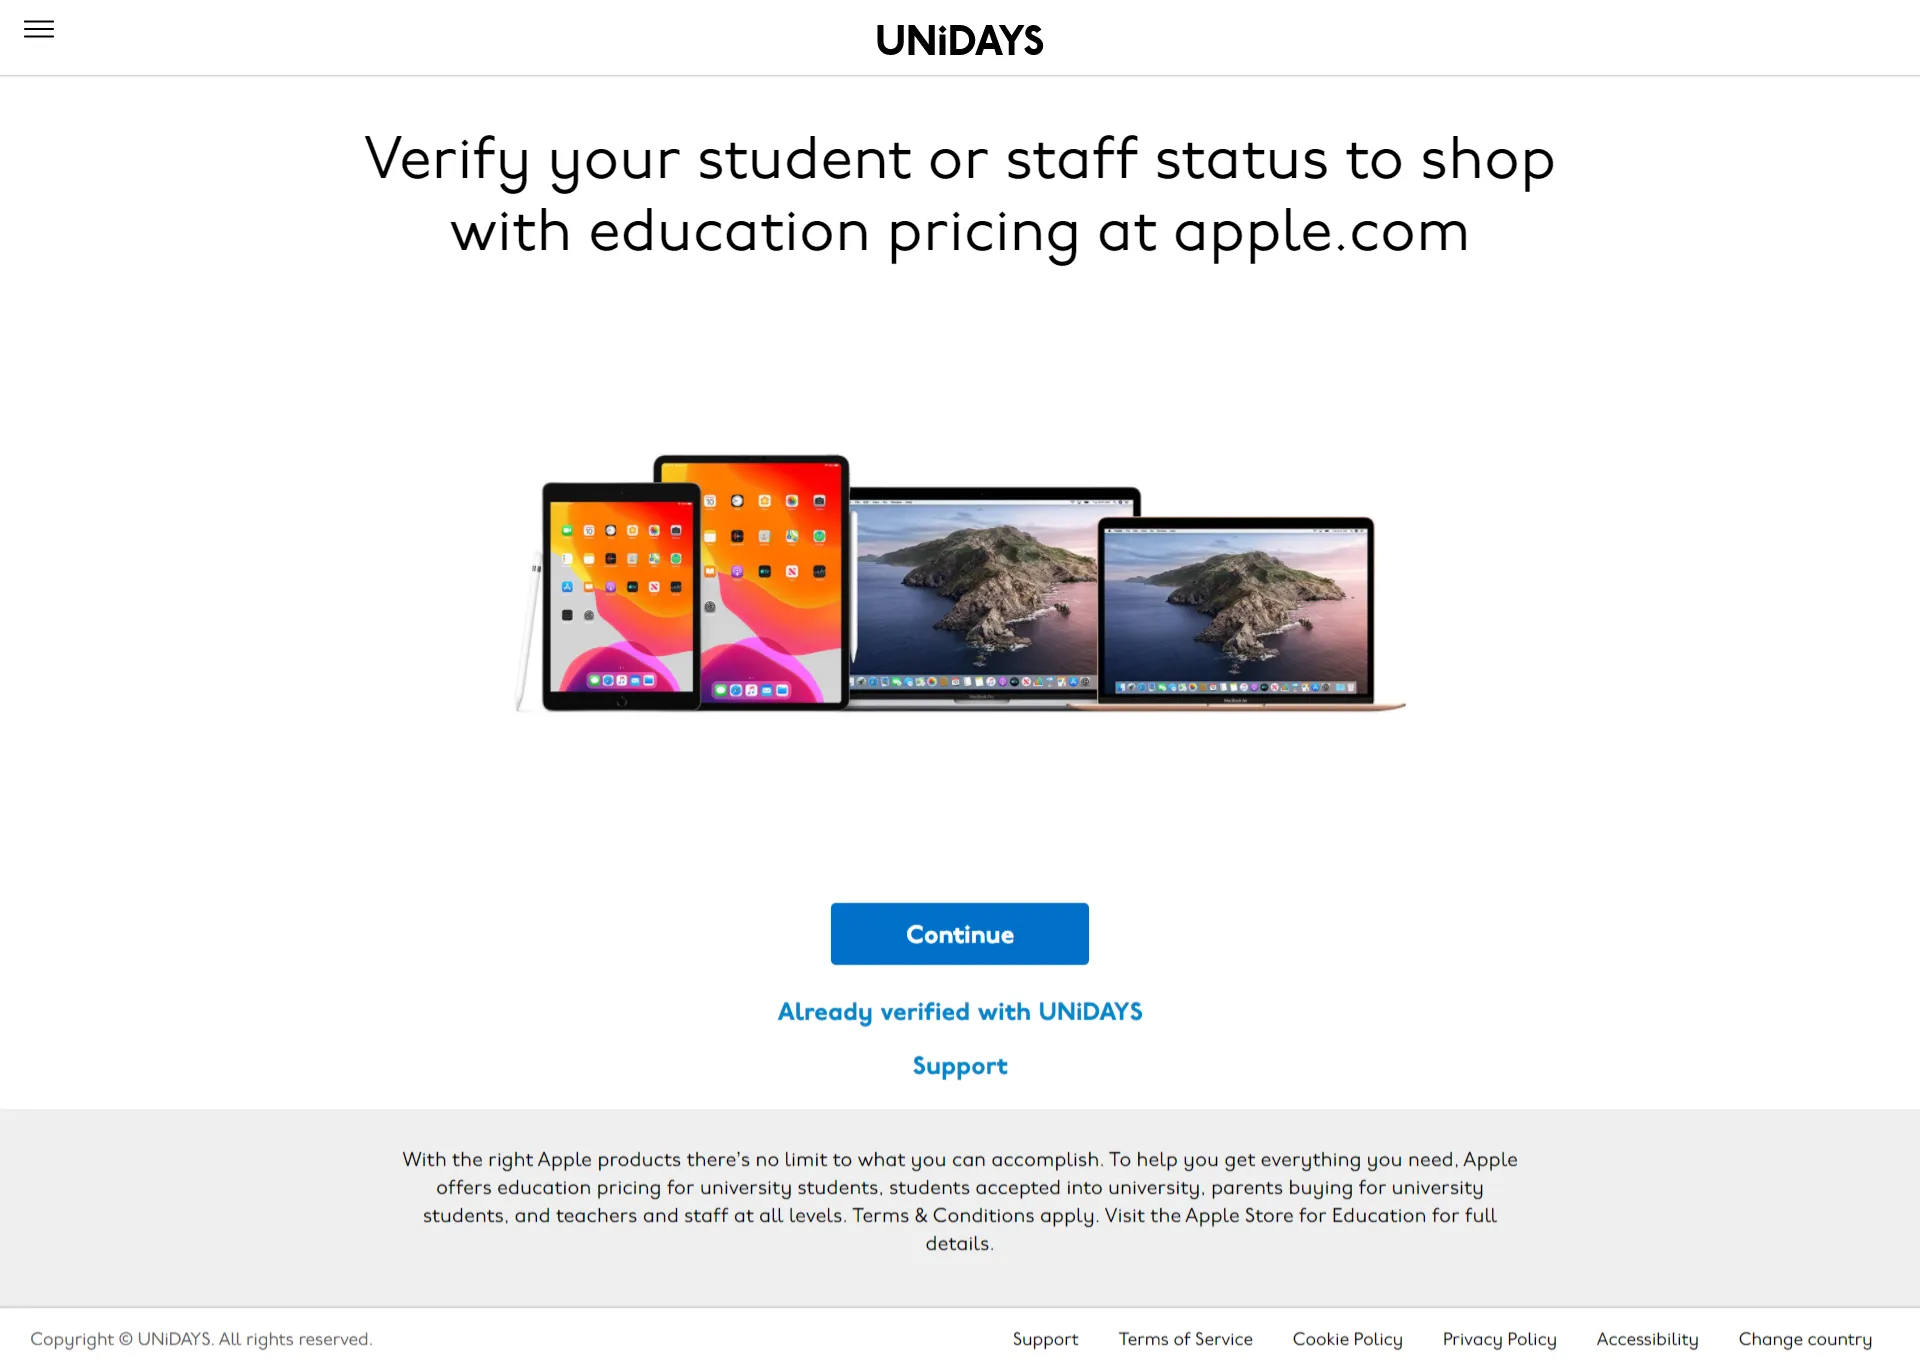 UNiDAYS
Verify your student or staff status to shop
with education pricing at apple.com
Continue
Already verified with UNiDAYS
Support
With the right Apple products there's no limit to what you can accomplish. To help you get everything you need, Apple
offers education pricing for university students, students accepted into university, parents buying for university
students, and teachers and staff at all levels. Terms & Conditions apply. Visit the Apple Store for Education for full
details.
Copyright © UNiDAYS. All rights reserved.
Support
Terms of Service
Cookie Policy
Privacy Policy
Accessibility
Change country